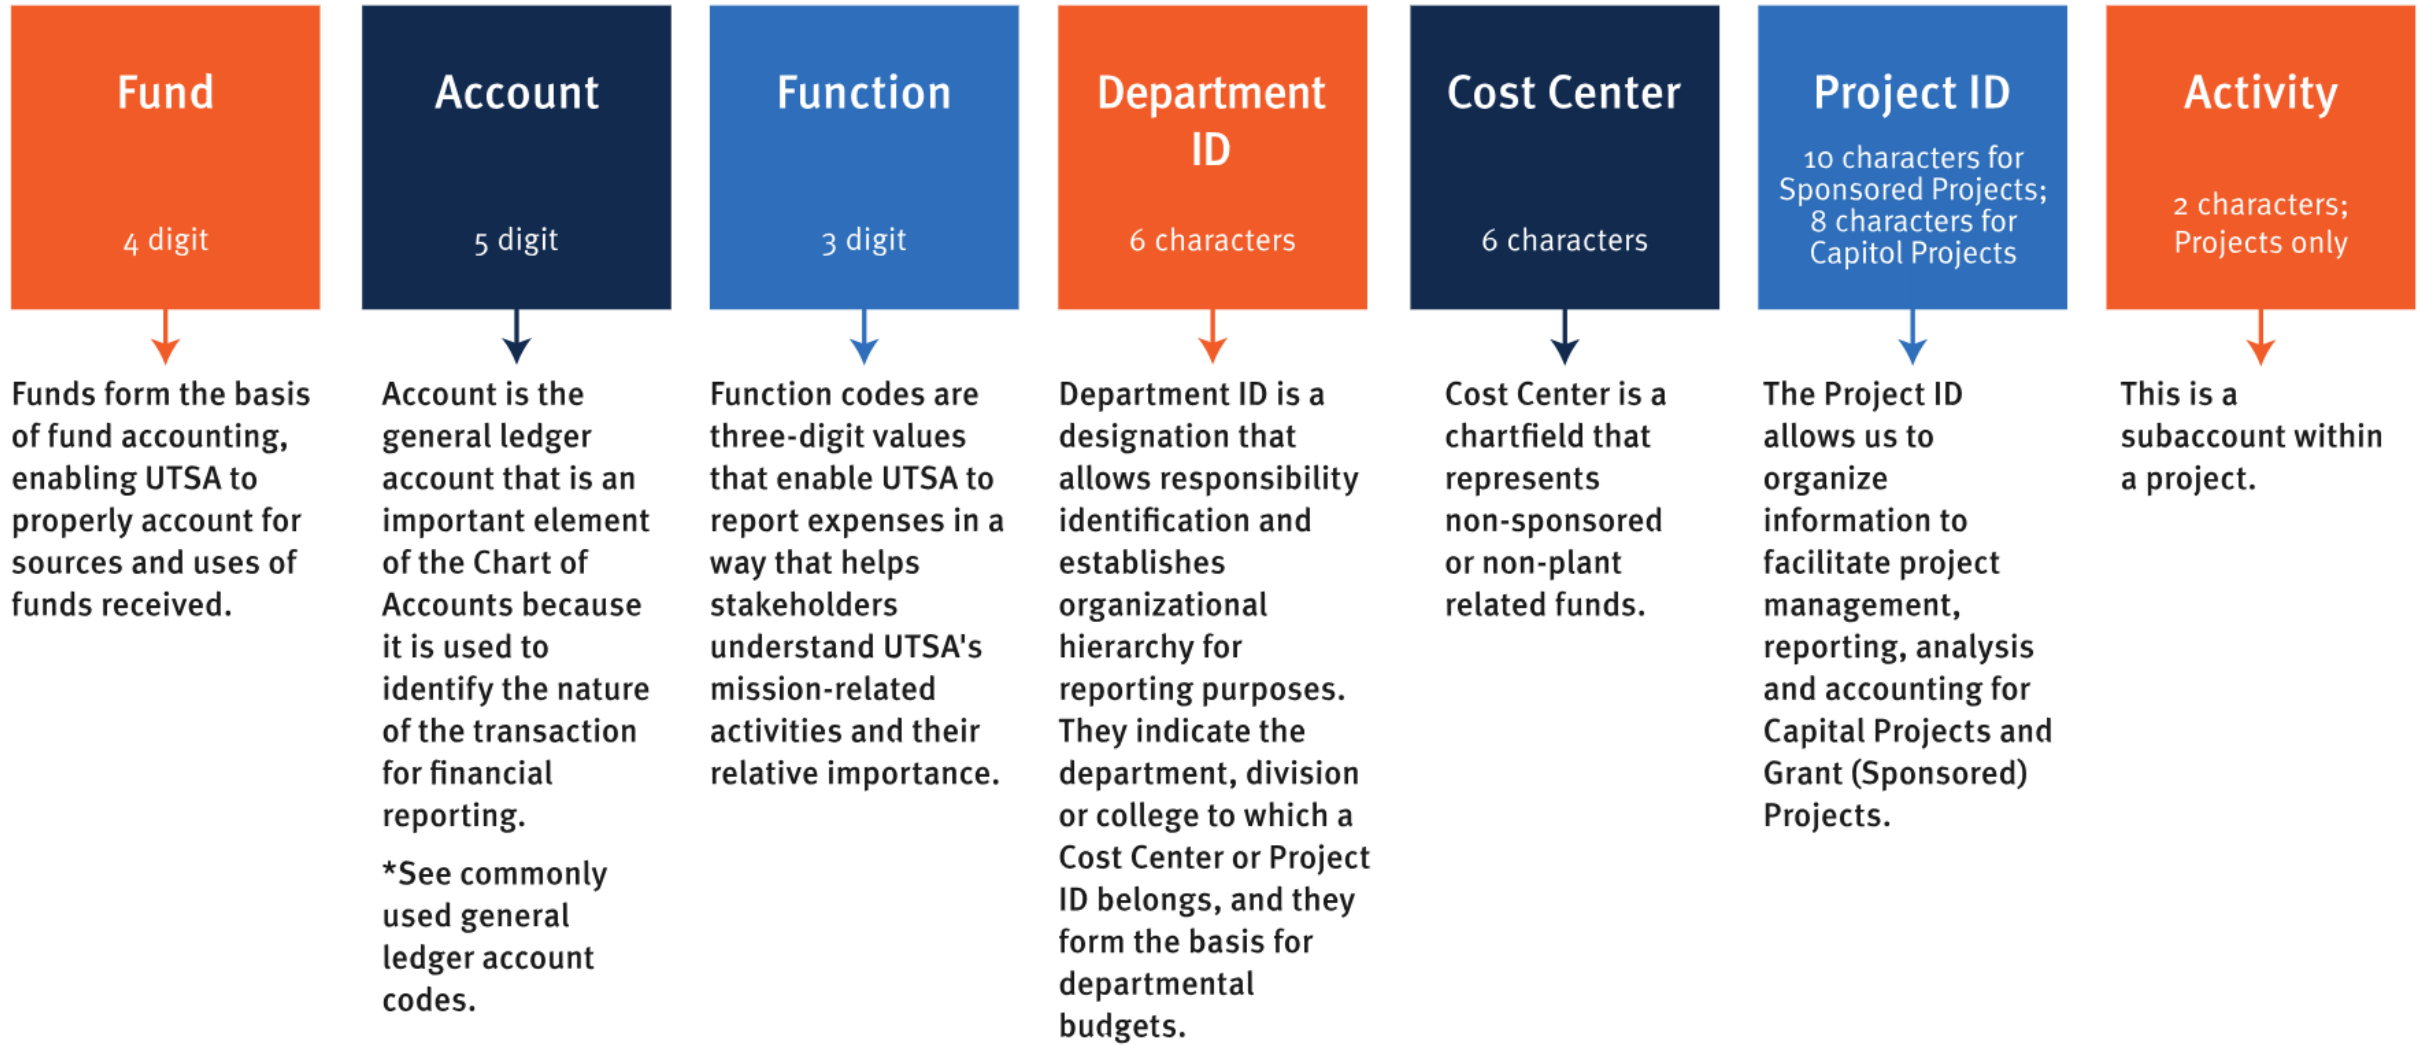 Fund
4 digit
Funds form the basis
of fund accounting,
enabling UTSA to
properly account for
sources and uses of
funds received.
Account
5 digit
Account is the
general ledger
account that is an
important element
of the Chart of
Accounts because
it is used to
identify the nature
of the transaction
for financial
reporting.
*See commonly
used general
ledger account
codes.
Function
3 digit
Function codes are
three-digit values
that enable UTSA to
report expenses in a
way that helps
stakeholders
understand UTSA's
mission-related
activities and their
relative importance.
Department
ID
6 characters
Department ID is a
designation that
allows responsibility
identification and
establishes
organizational
hierarchy for
reporting purposes.
They indicate the
department, division
or college to which a
Cost Center or Project
ID belongs, and they
form the basis for
departmental
budgets.
Cost Center
6 characters
Cost Center is a
chartfield that
represents
non-sponsored
or non-plant
related funds.
Project ID
10 characters for
Sponsored Projects;
8 characters for
Capitol Projects
The Project ID
allows us to
organize
information to
facilitate project
management,
reporting, analysis
and accounting for
Capital Projects and
Grant (Sponsored)
Projects.
Activity
2 characters;
Projects only
This is a
subaccount within
a project.